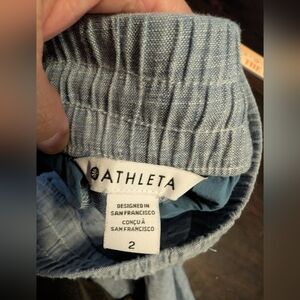 ATHLETA
DESIGNED IN
SAN FRANCISCO
CONÇU À
SAN FRANCISCO
2